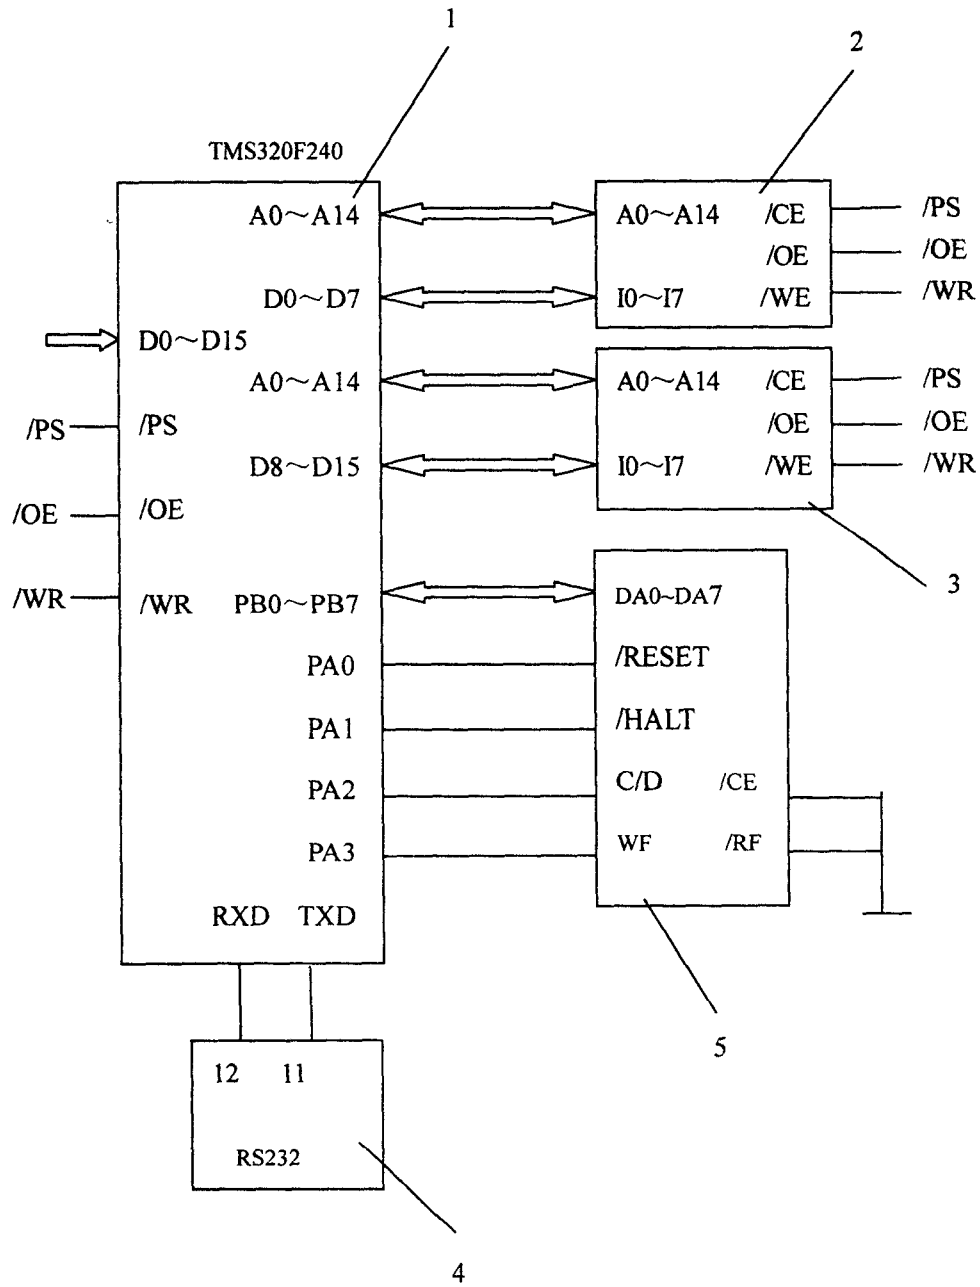 1
2
TMS320F240
A0～A14
A0～A14
/CE
/PS
/OE
/OE
D0～D7
I0～I7
/WE
/WR
D0～D15
A0～A14
A0～A14
/CE
/PS
/PS
/PS
/OE
/OE
D8～D15
I0～I7
/WE
/WR
/OE
/OE
3
/WR
/WR
PB0～PB7
DA0~DA7
PA0
/RESET
PA1
/HALT
PA2
C/D
/CE
PA3
WF
/RF
RXD
TXD
5
12
11
RS232
4